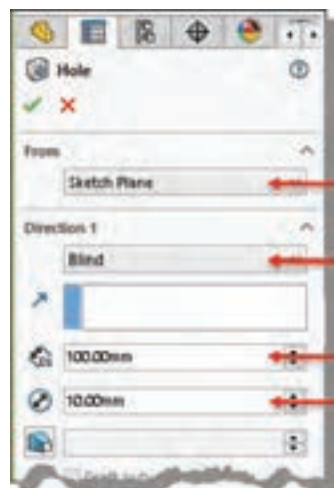 Hole
From
Sketch Plane
Direction 1
Blind
100.00mm
10.00mm